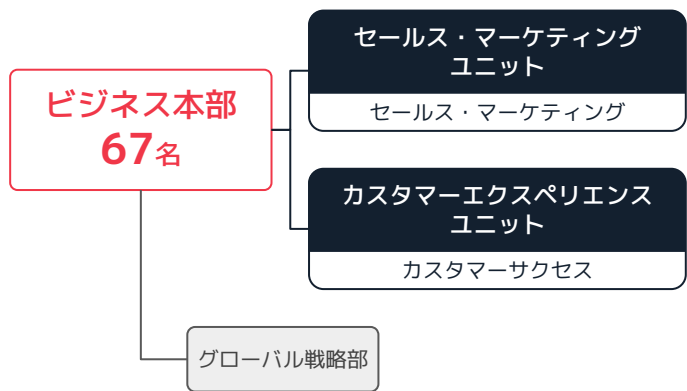 ビジネス本部
67名
セールス・マーケティング
ユニット
セールス・マーケティング
カスタマーエクスペリエンス
ユニット
カスタマーサクセス
グローバル戦略部